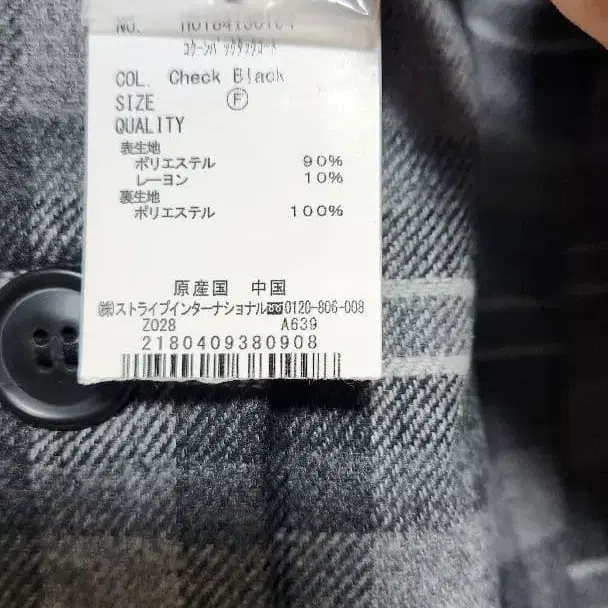 NO.
COL. Check Black
SIZE Ⓕ
QUALITY
表生地
ポリエステル 90%
レーヨン 10%
裏生地
ポリエステル 100%
原産国 中国
㈱ストライプインターナショナル 0120-806-008
Z028 A639
2180409380908